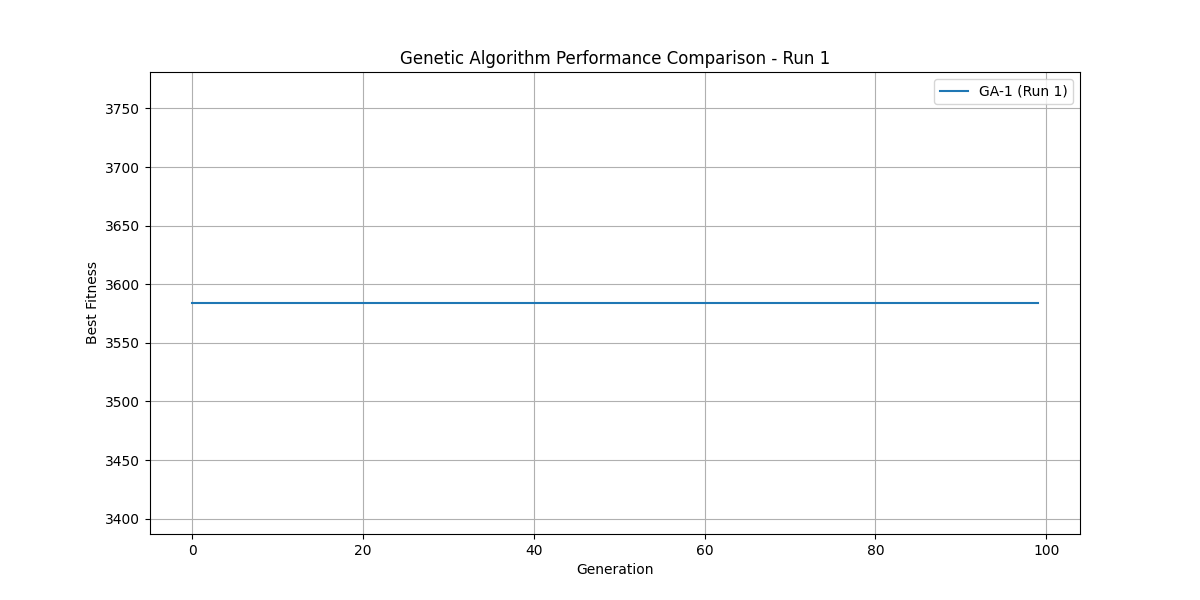 Genetic Algorithm Performance Comparison - Run 1
GA-1 (Run 1)
Best Fitness
3750
3700
3650
3600
3550
3500
3450
3400
0 20 40 60 80 100
Generation